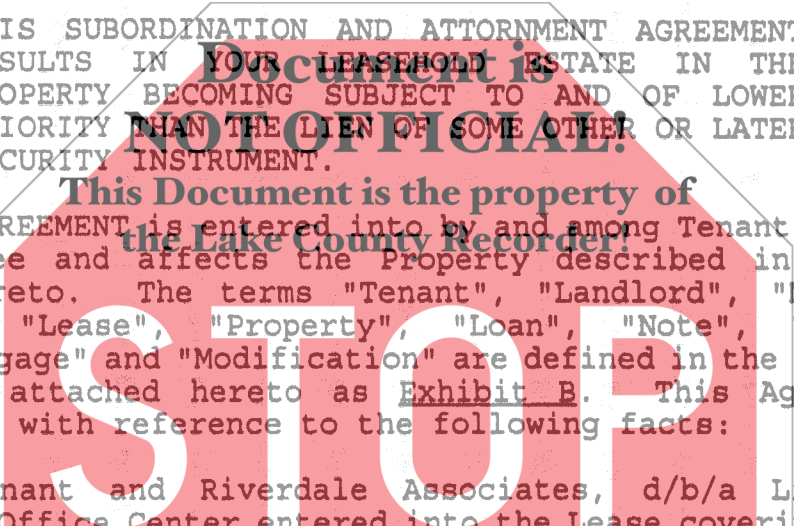 IS SUBORDINATION AND ATTORNMENT AGREEMENT
Document is
SULTS IN YOUR LEASEHOLD ESTATE IN THE
OPERTY BECOMING SUBJECT TO AND OF LOWER
NOT OFFICIAL!
IORITY THAN THE LIEN OF SOME OTHER OR LATER
CURITY INSTRUMENT.
This Document is the property of
REEMENT is entered into by and among Tenant
the Lake County Recorder!
ee and affects the Property described in
reto. The terms "Tenant", "Landlord", "
"Lease", "Property", "Loan", "Note",
gage" and "Modification" are defined in the
attached hereto as Exhibit B. This Ag
with reference to the following facts:
STOP
nant and Riverdale Associates, d/b/a L
Office Center entered into the Lease coveri